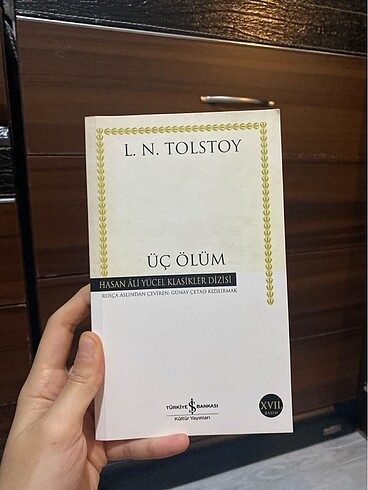 L. N. TOLSTOY
ÜÇ ÖLÜM
HASAN ÂLİ YÜCEL KLASİKLER DİZİSİ
RUSÇA ASLINDAN ÇEVİREN: GÜNAY ÇETAO KIZILIRMAK
TÜRKİYE İŞ BANKASI
Kültür Yayınları
XVII
BASIM